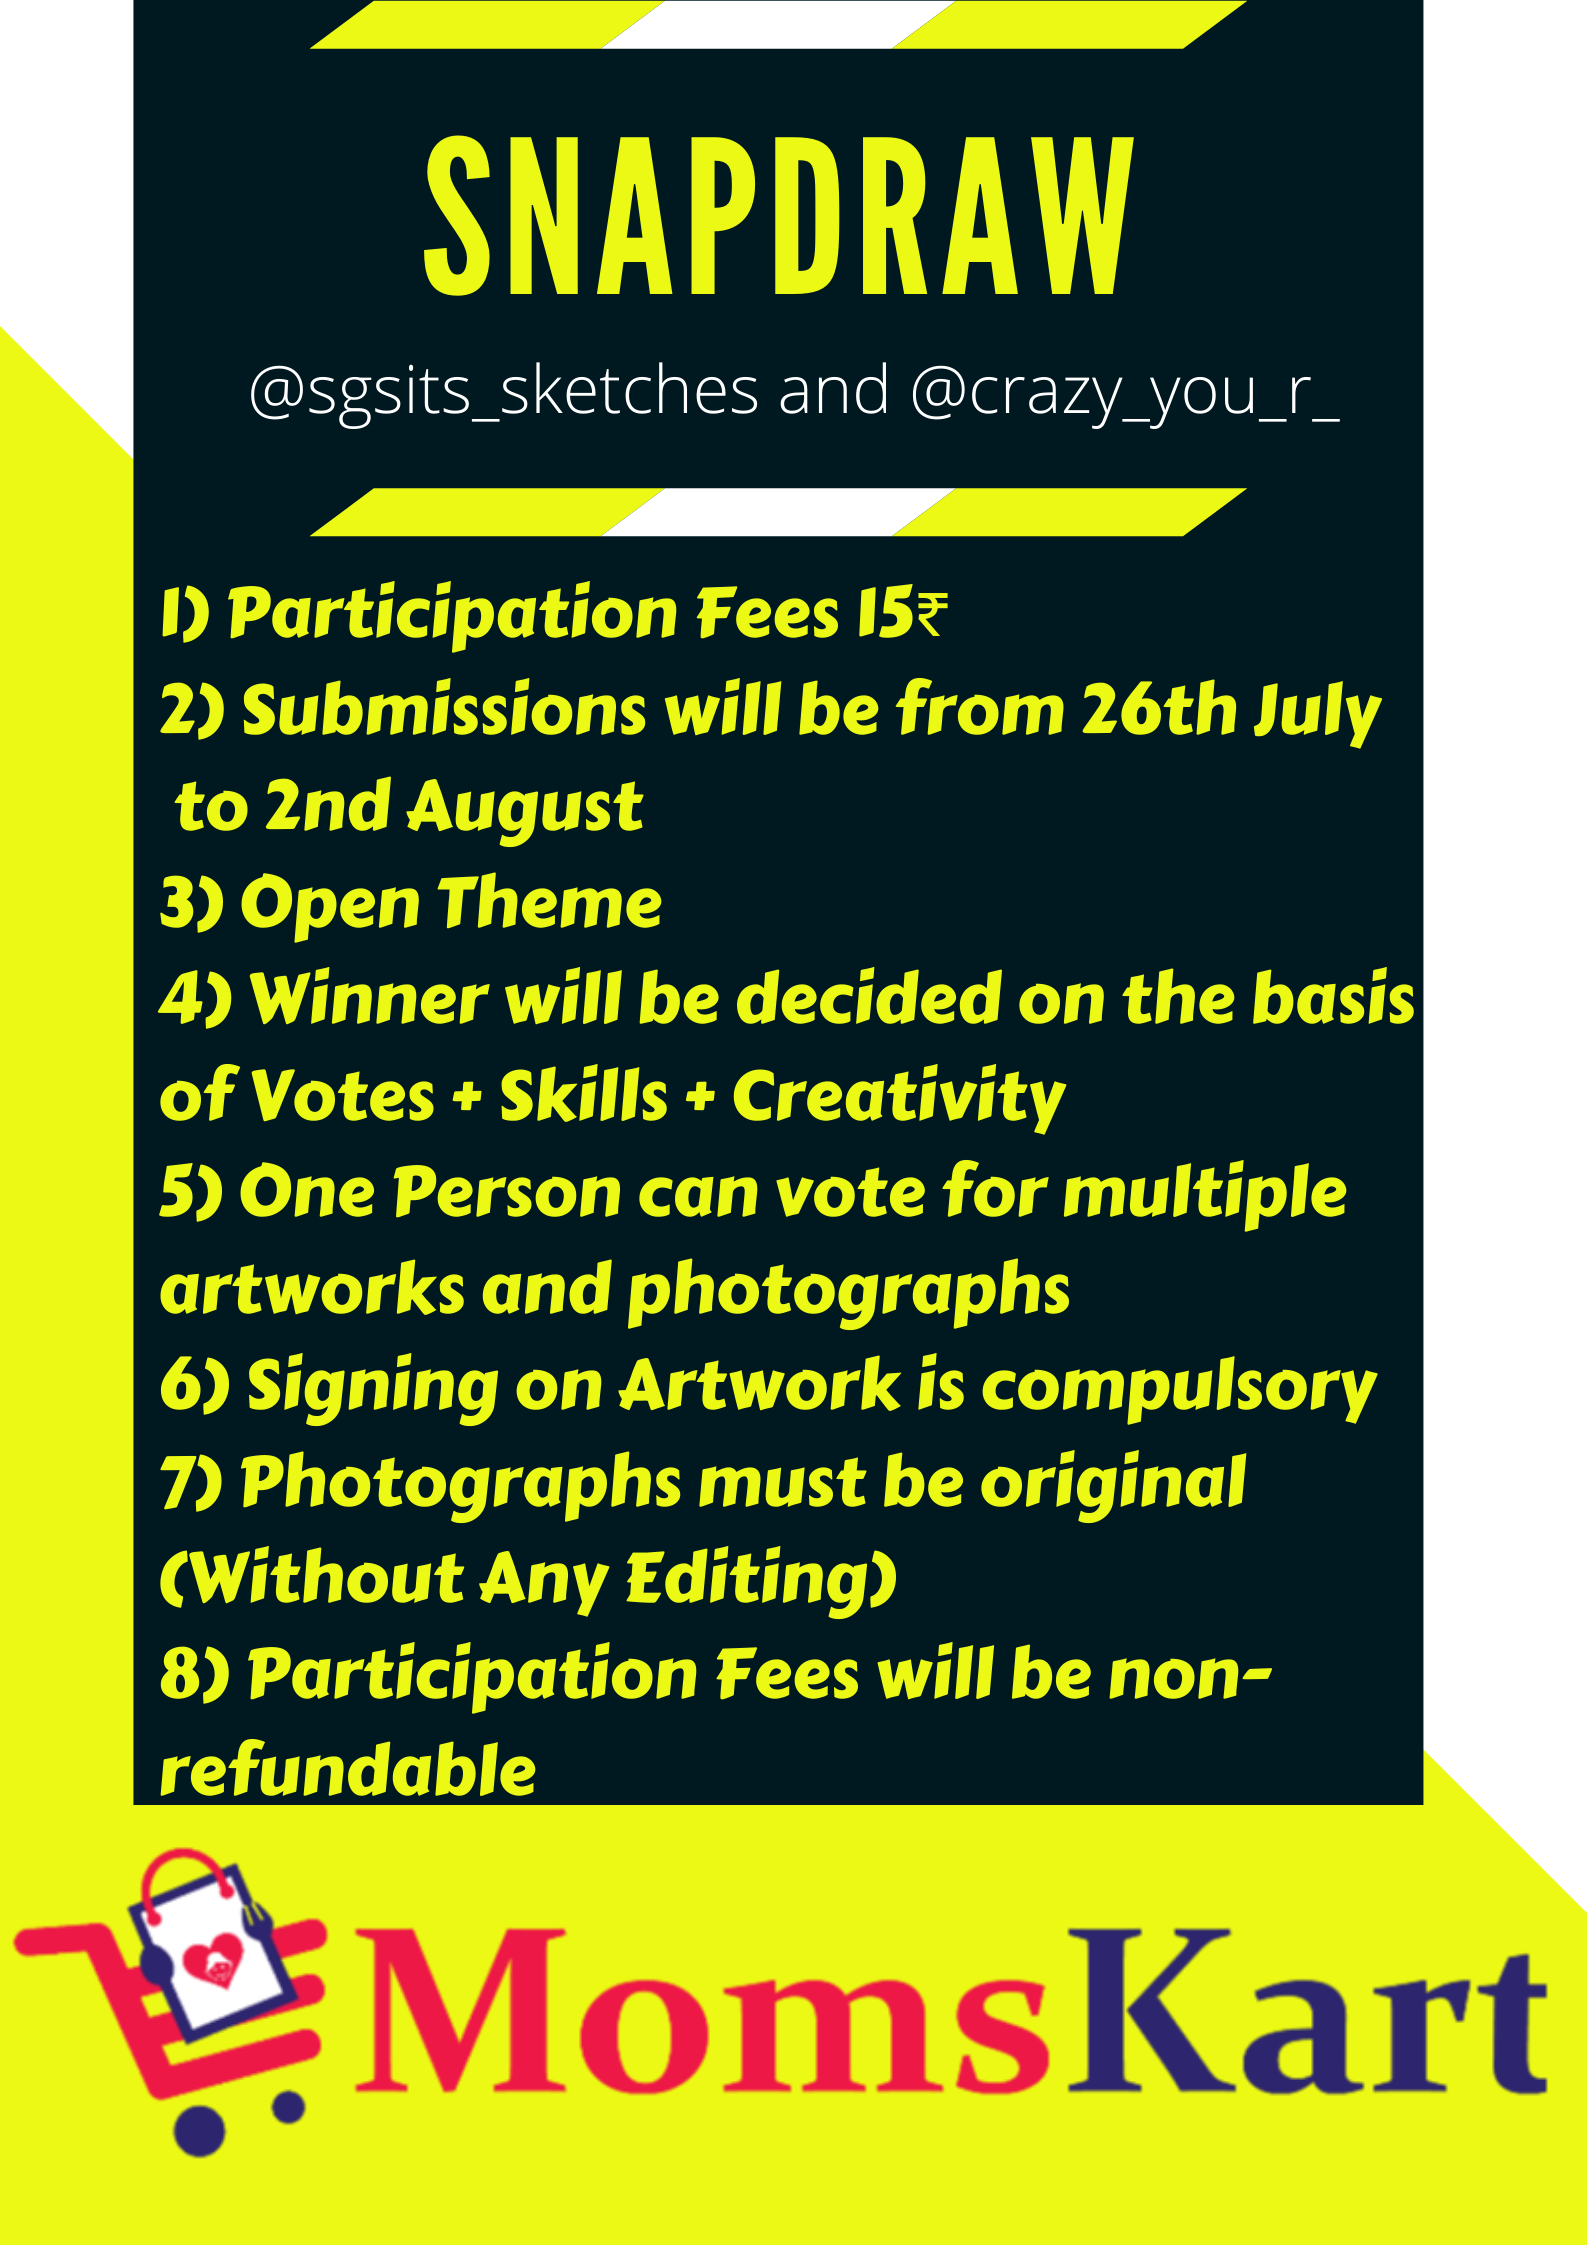 SNAPDRAW
@sgsits_sketches and @crazy_you_r_
1) Participation Fees 15₹
2) Submissions will be from 26th July
to 2nd August
3) Open Theme
4) Winner will be decided on the basis
of Votes + Skills + Creativity
5) One Person can vote for multiple
artworks and photographs
6) Signing on Artwork is compulsory
7) Photographs must be original
(Without Any Editing)
8) Participation Fees will be non-
refundable
MomsKart